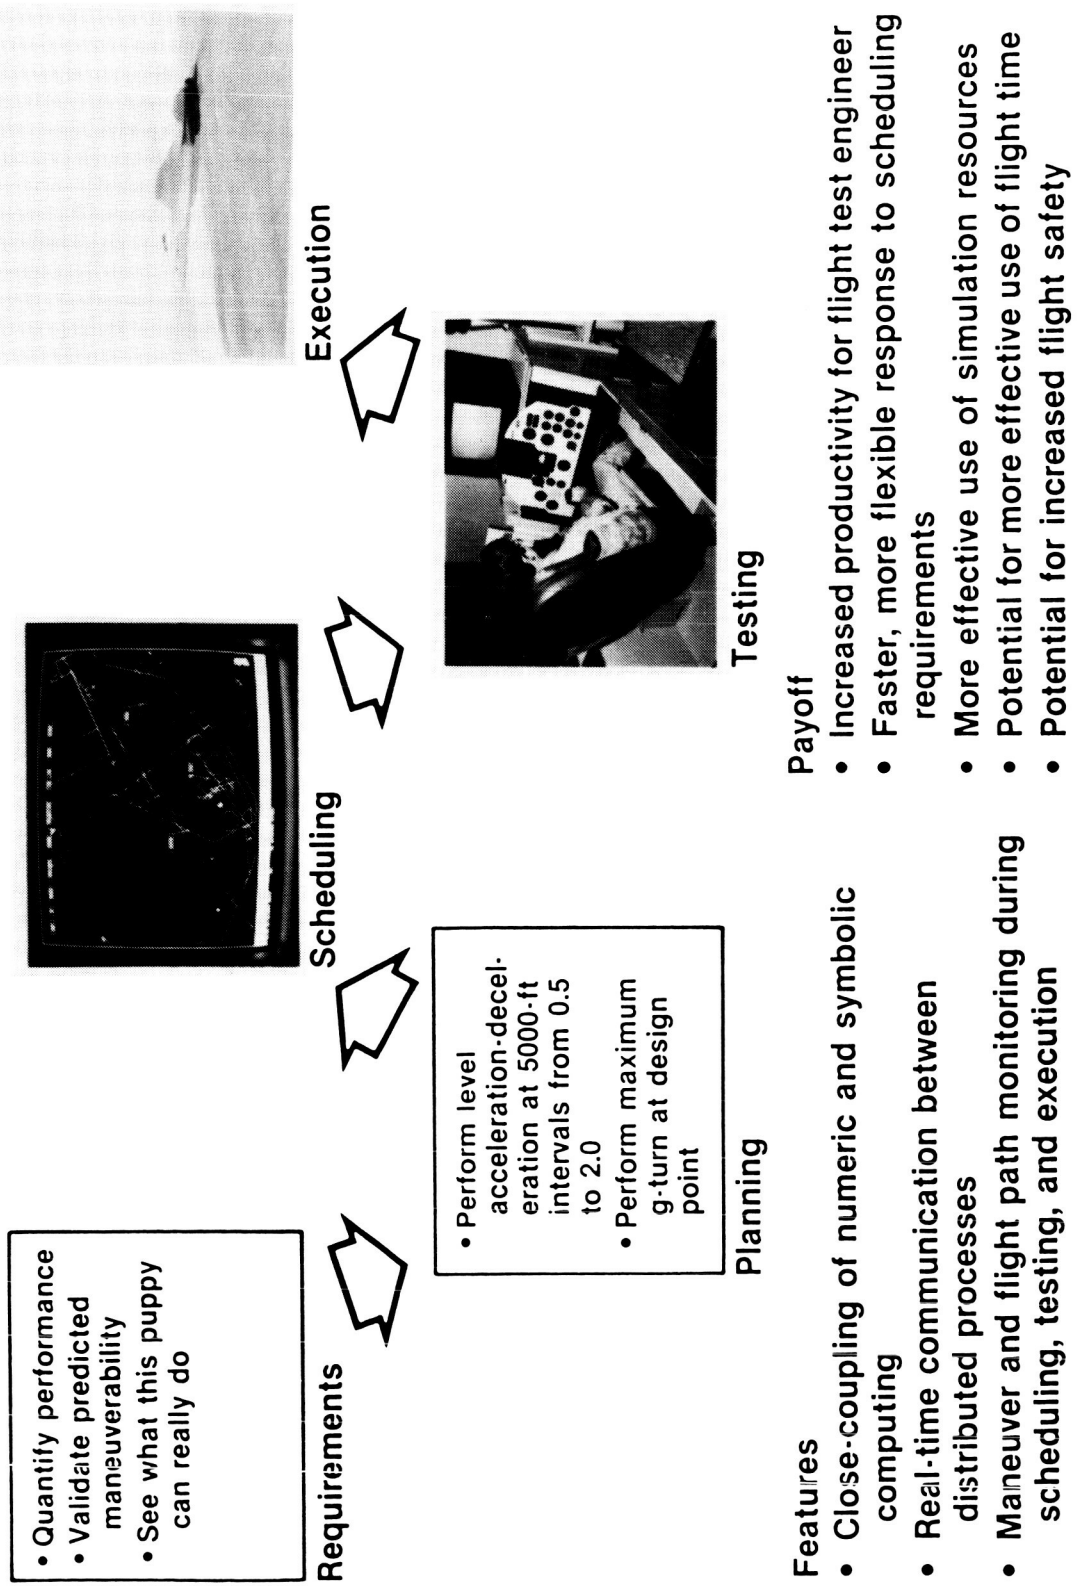 • Quantify performance
• Validate predicted
maneuverability
• See what this puppy
can really do
Requirements
• Perform level
acceleration-decel-
eration at 5000-ft
intervals from 0.5
to 2.0
• Perform maximum
g-turn at design
point
Planning
Scheduling
Testing
Execution
Features
• Close-coupling of numeric and symbolic
computing
• Real-time communication between
distributed processes
• Maneuver and flight path monitoring during
scheduling, testing, and execution
Payoff
• Increased productivity for flight test engineer
• Faster, more flexible response to scheduling
requirements
• More effective use of simulation resources
• Potential for more effective use of flight time
• Potential for increased flight safety